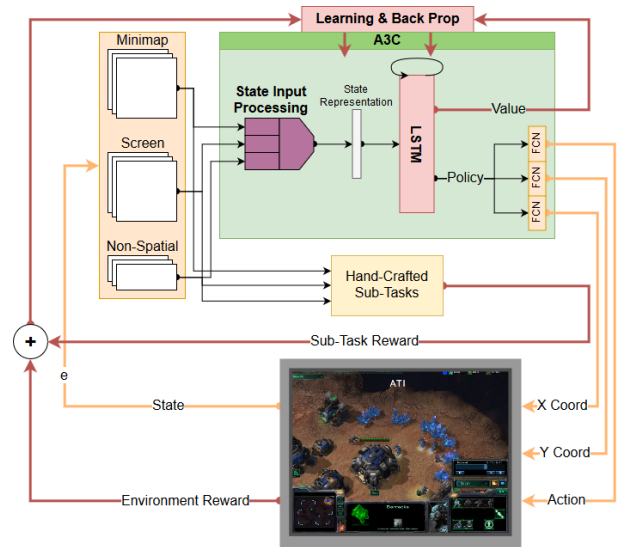 Learning & Back Prop
A3C
Minimap
State Input
Processing
State
Representation
LSTM
Value
Screen
Policy
FCN
FCN
FCN
Non-Spatial
Hand-Crafted
Sub-Tasks
+
Sub-Task Reward
e
State
ATI
X Coord
Y Coord
Environment Reward
Action
Barracks